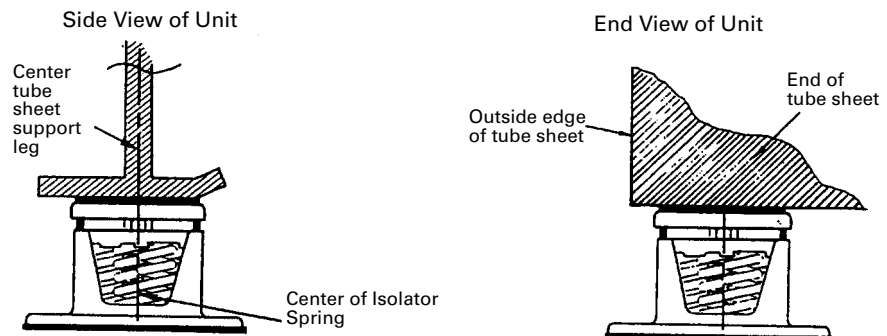 Side View of Unit
Center
tube
sheet
support
leg
Center of Isolator
Spring
End View of Unit
End of
tube sheet
Outside edge
of tube sheet